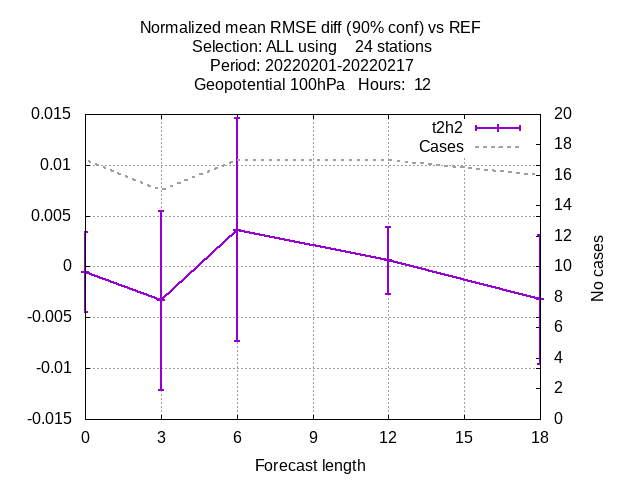 Normalized mean RMSE diff (90% conf) vs REF
Selection: ALL using    24 stations
Period: 20220201-20220217
Geopotential 100hPa   Hours:  12
t2h2
Cases
0.015
0.01
0.005
0
-0.005
-0.01
-0.015
20
18
16
14
12
10
8
6
4
2
0
No cases
0 3 6 9 12 15 18
Forecast length